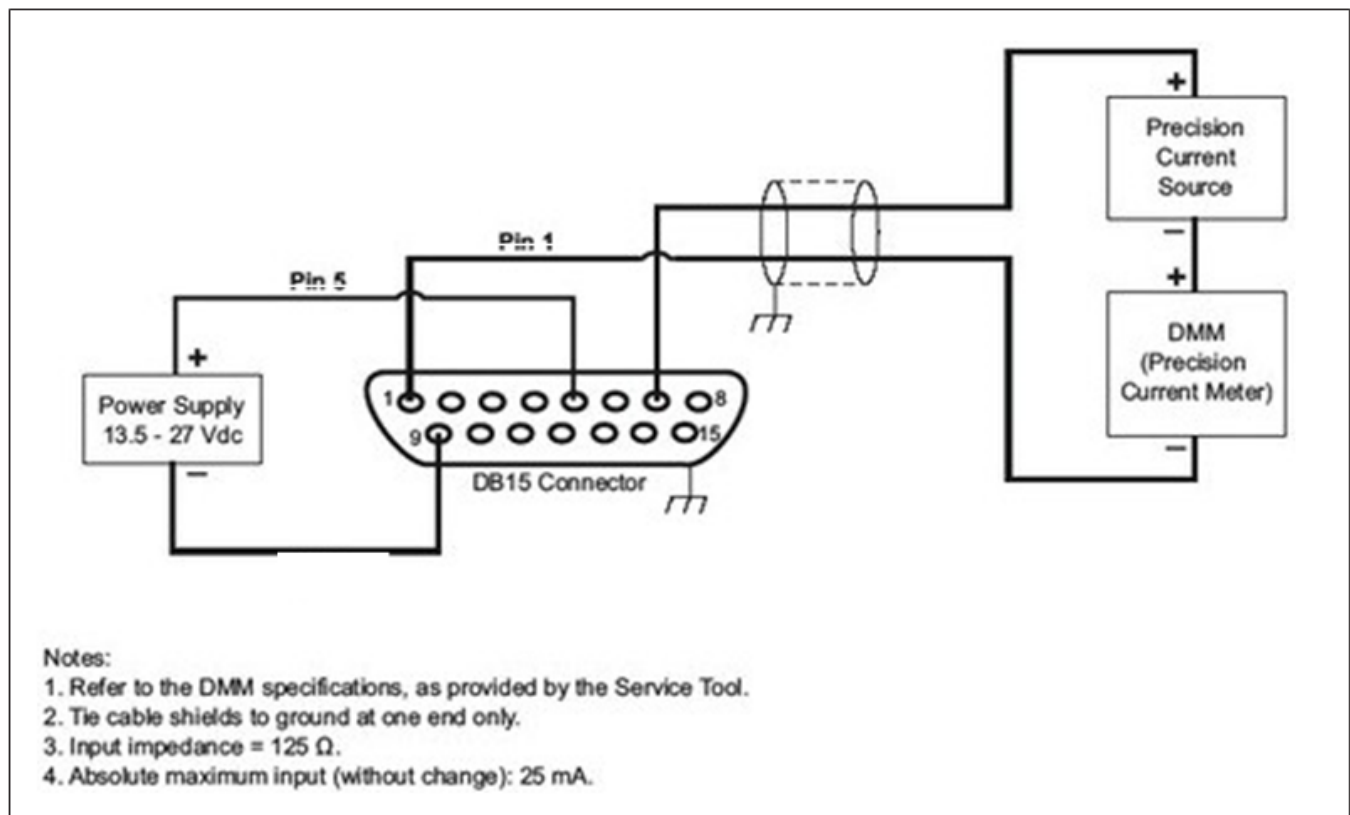 +
Precision
Current
Source
−
Pin 1
+
Pin 5
DMM
(Precision
Current Meter)
+
−
Power Supply
13.5 - 27 Vdc
1
8
9
15
−
DB15 Connector
Notes:
1. Refer to the DMM specifications, as provided by the Service Tool.
2. Tie cable shields to ground at one end only.
3. Input impedance = 125 Ω.
4. Absolute maximum input (without change): 25 mA.